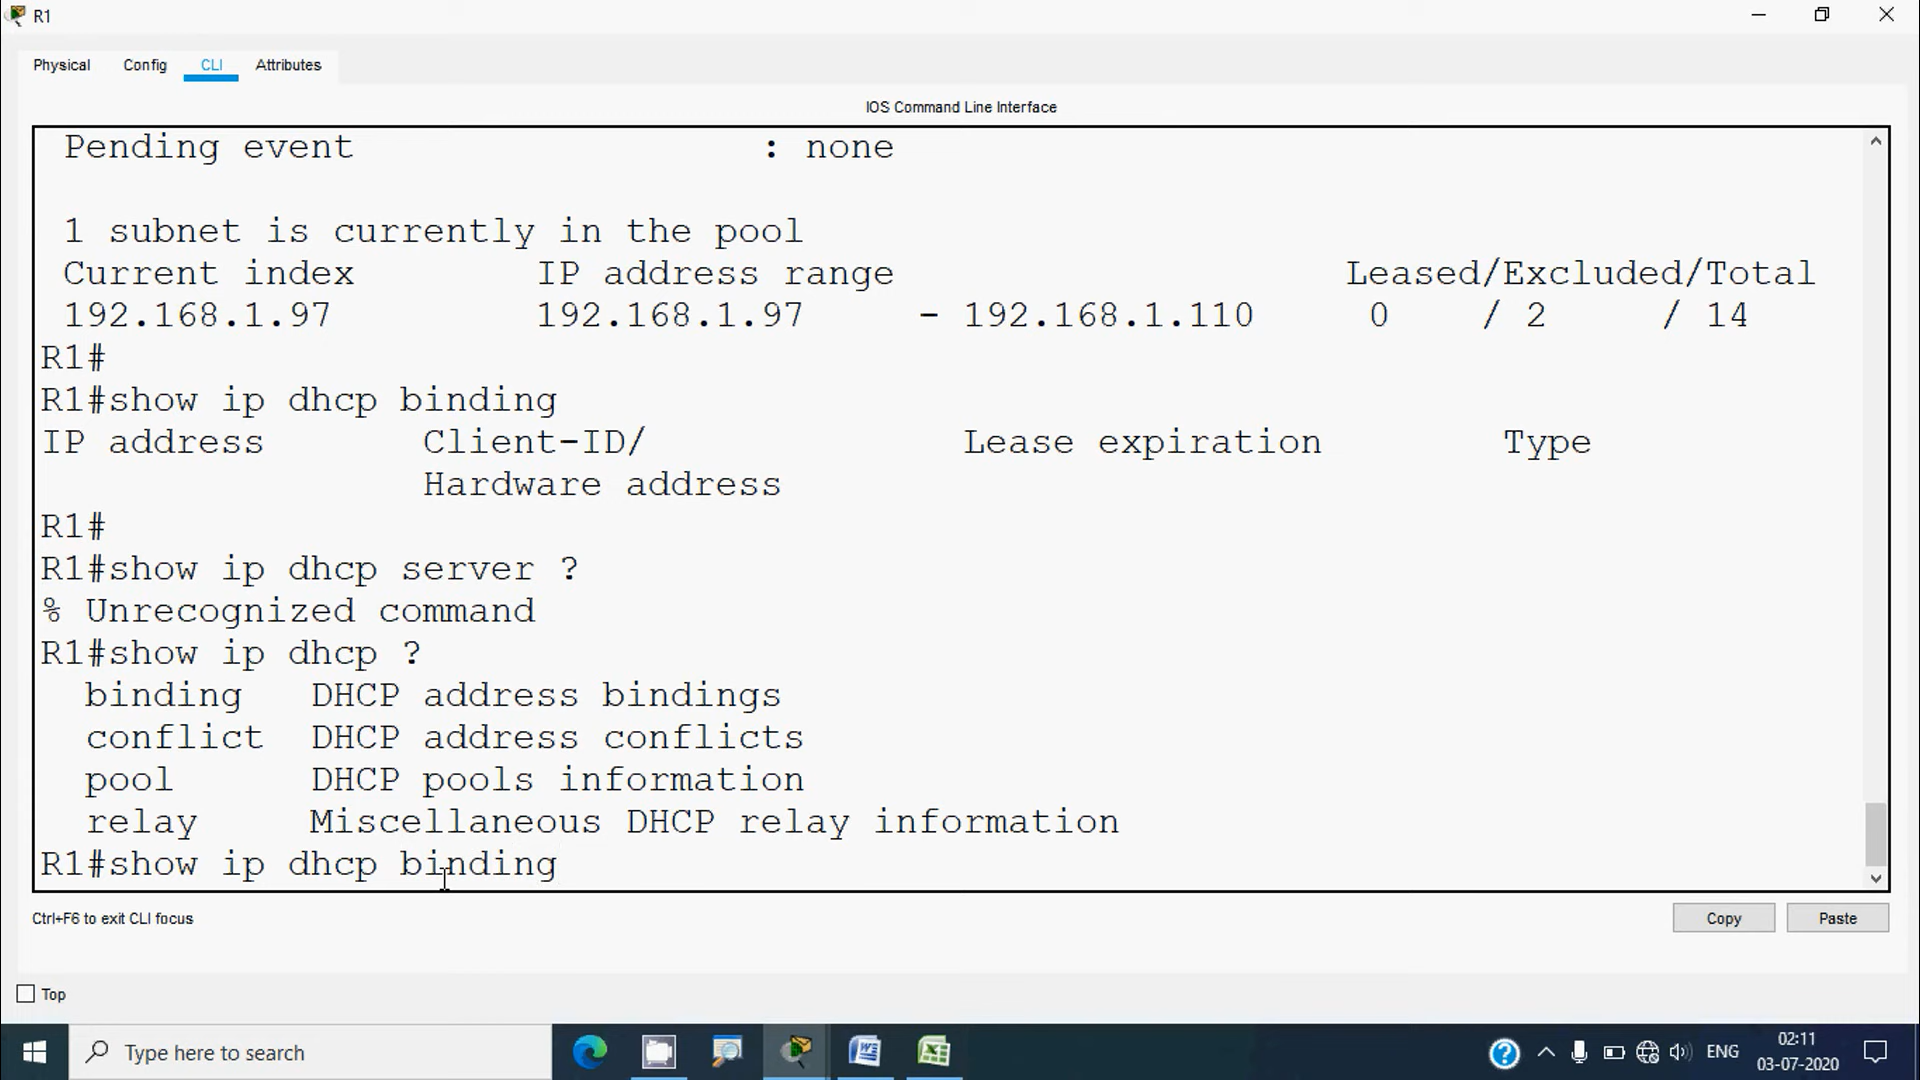 R1
Physical Config CLI Attributes
IOS Command Line Interface
Pending event : none
1 subnet is currently in the pool
Current index IP address range Leased/Excluded/Total
192.168.1.97 192.168.1.97 - 192.168.1.110 0 / 2 / 14
R1#
R1#show ip dhcp binding
IP address Client-ID/ Lease expiration Type
Hardware address
R1#
R1#show ip dhcp server ?
% Unrecognized command
R1#show ip dhcp ?
binding DHCP address bindings
conflict DHCP address conflicts
pool DHCP pools information
relay Miscellaneous DHCP relay information
R1#show ip dhcp binding
Ctrl+F6 to exit CLI focus
Copy Paste
Top
Type here to search
ENG
02:11
03-07-2020